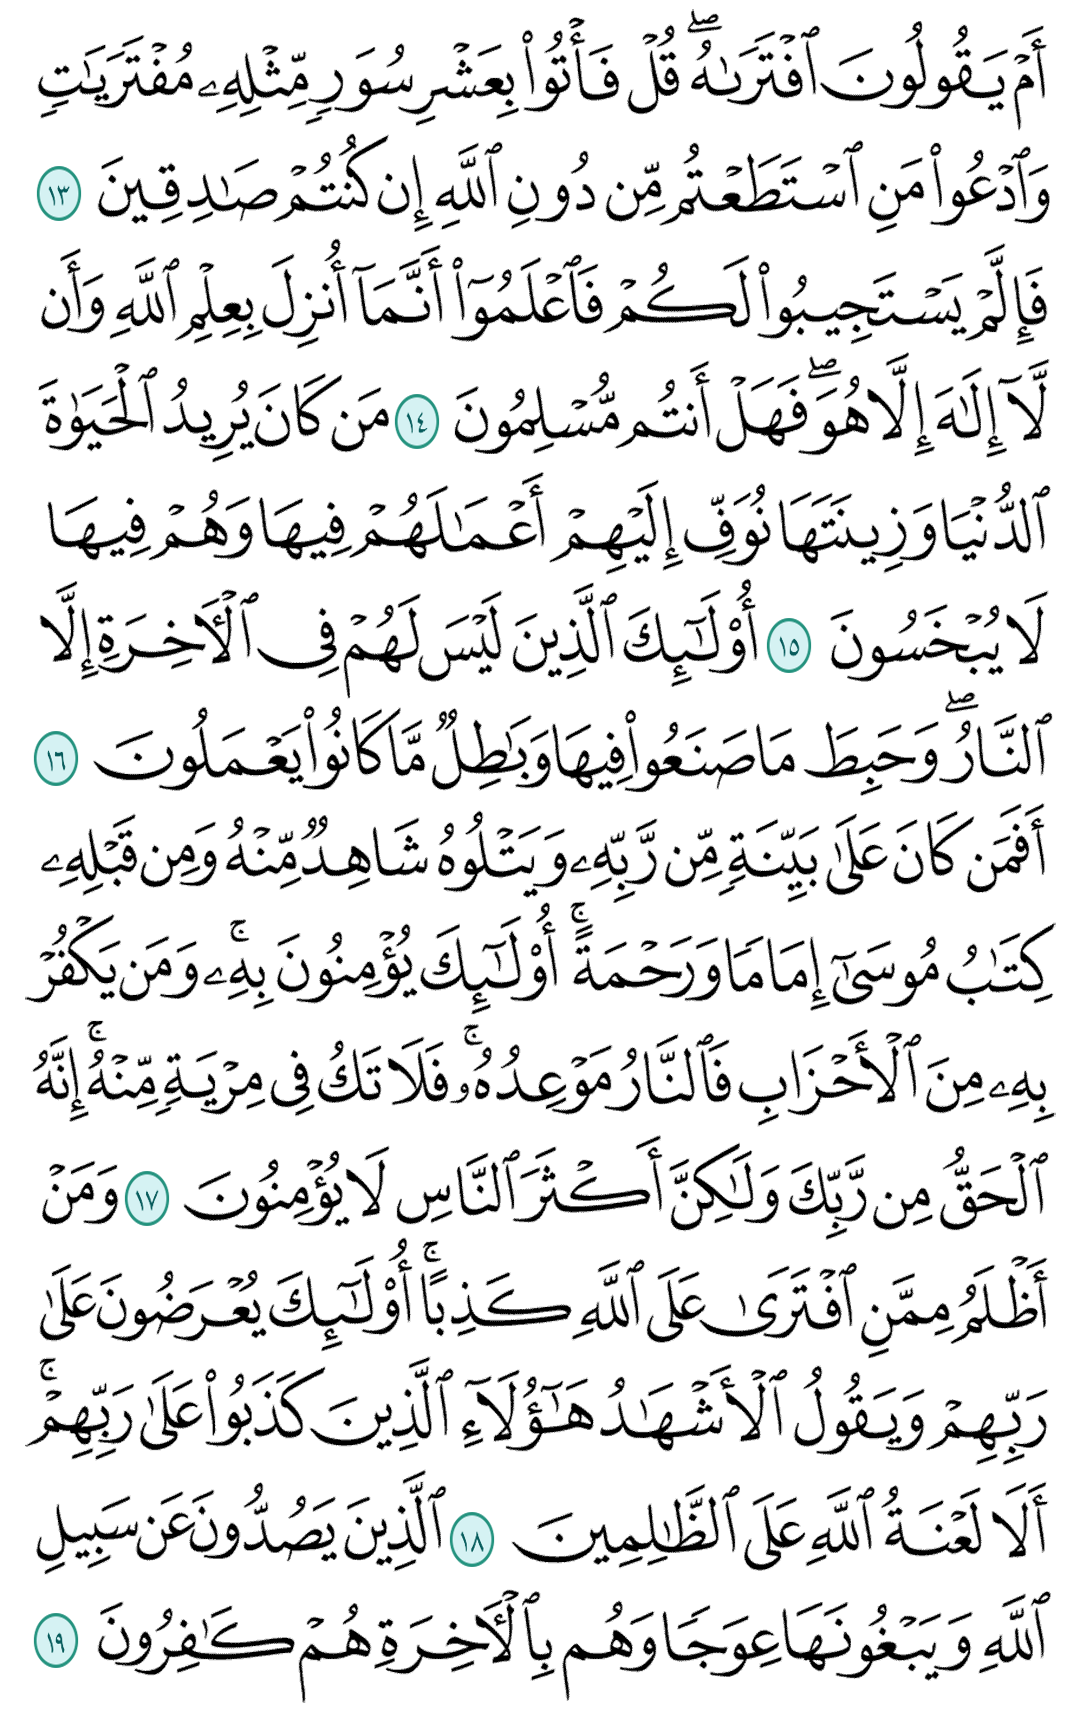 أَمۡ يَقُولُونَ ٱفۡتَرَىٰهُۖ قُلۡ فَأۡتُواْ بِعَشۡرِ سُوَرٖ مِّثۡلِهِۦ مُفۡتَرَيَٰتٖ
وَٱدۡعُواْ مَنِ ٱسۡتَطَعۡتُم مِّن دُونِ ٱللَّهِ إِن كُنتُمۡ صَٰدِقِينَ ١٣
فَإِلَّمۡ يَسۡتَجِيبُواْ لَكُمۡ فَٱعۡلَمُوٓاْ أَنَّمَآ أُنزِلَ بِعِلۡمِ ٱللَّهِ وَأَن
لَّآ إِلَٰهَ إِلَّا هُوَۖ فَهَلۡ أَنتُم مُّسۡلِمُونَ ١٤ مَن كَانَ يُرِيدُ ٱلۡحَيَوٰةَ
ٱلدُّنۡيَا وَزِينَتَهَا نُوَفِّ إِلَيۡهِمۡ أَعۡمَٰلَهُمۡ فِيهَا وَهُمۡ فِيهَا
لَا يُبۡخَسُونَ ١٥ أُوْلَٰٓئِكَ ٱلَّذِينَ لَيۡسَ لَهُمۡ فِي ٱلۡأٓخِرَةِ إِلَّا
ٱلنَّارُۖ وَحَبِطَ مَا صَنَعُواْ فِيهَا وَبَٰطِلٞ مَّا كَانُواْ يَعۡمَلُونَ ١٦
أَفَمَن كَانَ عَلَىٰ بَيِّنَةٖ مِّن رَّبِّهِۦ وَيَتۡلُوهُ شَاهِدٞ مِّنۡهُ وَمِن قَبۡلِهِۦ
كِتَٰبُ مُوسَىٰٓ إِمَامٗا وَرَحۡمَةًۚ أُوْلَٰٓئِكَ يُؤۡمِنُونَ بِهِۦۚ وَمَن يَكۡفُرۡ
بِهِۦ مِنَ ٱلۡأَحۡزَابِ فَٱلنَّارُ مَوۡعِدُهُۥۚ فَلَا تَكُ فِي مِرۡيَةٖ مِّنۡهُۚ إِنَّهُ
ٱلۡحَقُّ مِن رَّبِّكَ وَلَٰكِنَّ أَكۡثَرَ ٱلنَّاسِ لَا يُؤۡمِنُونَ ١٧ وَمَنۡ
أَظۡلَمُ مِمَّنِ ٱفۡتَرَىٰ عَلَى ٱللَّهِ كَذِبًاۚ أُوْلَٰٓئِكَ يُعۡرَضُونَ عَلَىٰ
رَبِّهِمۡ وَيَقُولُ ٱلۡأَشۡهَٰدُ هَٰٓؤُلَآءِ ٱلَّذِينَ كَذَبُواْ عَلَىٰ رَبِّهِمۡۚ
أَلَا لَعۡنَةُ ٱللَّهِ عَلَى ٱلظَّٰلِمِينَ ١٨ ٱلَّذِينَ يَصُدُّونَ عَن سَبِيلِ
ٱللَّهِ وَيَبۡغُونَهَا عِوَجٗا وَهُم بِٱلۡأٓخِرَةِ هُمۡ كَٰفِرُونَ ١٩